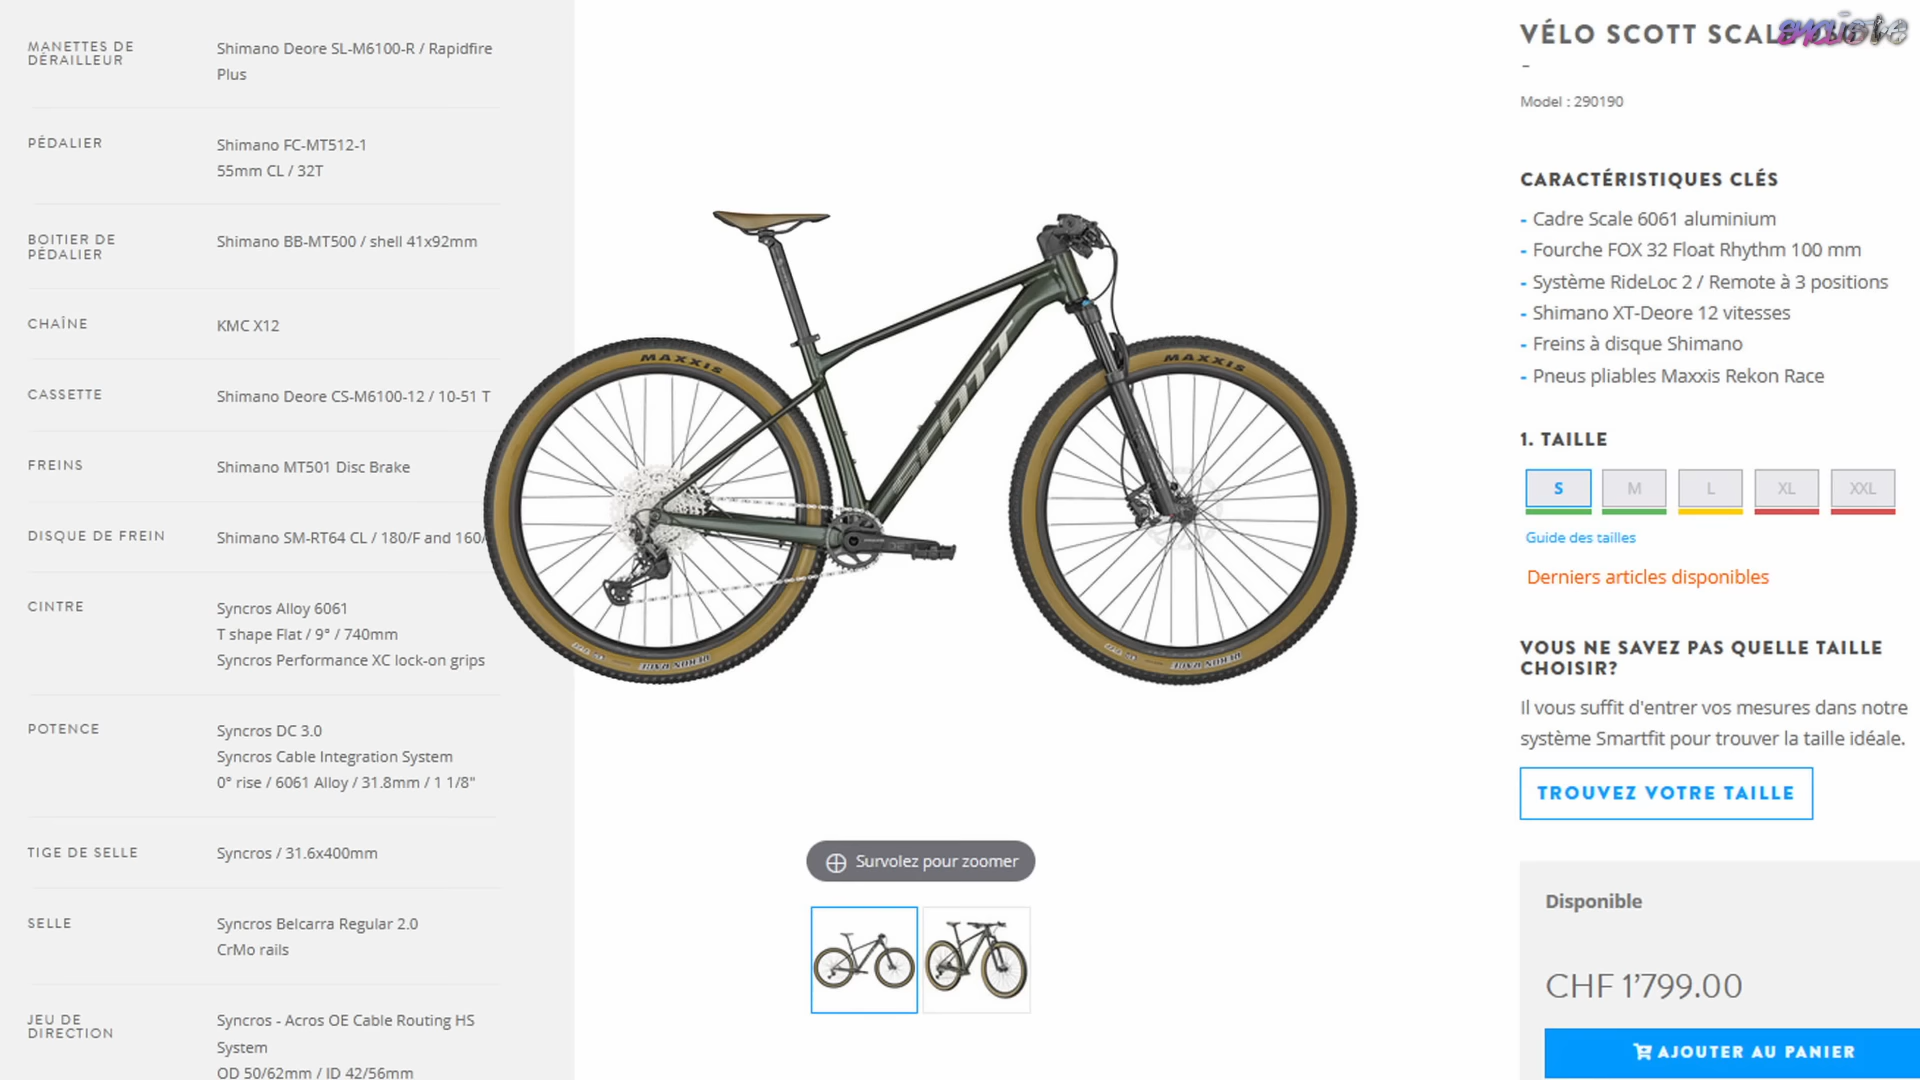 MANETTES DE
DÉRAILLEUR
Shimano Deore SL-M6100-R / Rapidfire
Plus
PÉDALIER
Shimano FC-MT512-1
55mm CL / 32T
BOITIER DE
PÉDALIER
Shimano BB-MT500 / shell 41x92mm
CHAÎNE
KMC X12
CASSETTE
Shimano Deore CS-M6100-12 / 10-51 T
FREINS
Shimano MT501 Disc Brake
DISQUE DE FREIN
Shimano SM-RT64 CL / 180/F and 160/
CINTRE
Syncros Alloy 6061
T shape Flat / 9° / 740mm
Syncros Performance XC lock-on grips
POTENCE
Syncros DC 3.0
Syncros Cable Integration System
0° rise / 6061 Alloy / 31.8mm / 1 1/8"
TIGE DE SELLE
Syncros / 31.6x400mm
SELLE
Syncros Belcarra Regular 2.0
CrMo rails
JEU DE
DIRECTION
Syncros - Acros OE Cable Routing HS
System
OD 50/62mm / ID 42/56mm
MAXXIS
MAXXIS
SCOTT
REKON RACE
REKON RACE
Survolez pour zoomer
VÉLO SCOTT SCALE
-
Model : 290190
CARACTÉRISTIQUES CLÉS
- Cadre Scale 6061 aluminium
- Fourche FOX 32 Float Rhythm 100 mm
- Système RideLoc 2 / Remote à 3 positions
- Shimano XT-Deore 12 vitesses
- Freins à disque Shimano
- Pneus pliables Maxxis Rekon Race
1. TAILLE
S
M
L
XL
XXL
Guide des tailles
Derniers articles disponibles
VOUS NE SAVEZ PAS QUELLE TAILLE
CHOISIR?
Il vous suffit d'entrer vos mesures dans notre
système Smartfit pour trouver la taille idéale.
TROUVEZ VOTRE TAILLE
Disponible
CHF 1'799.00
AJOUTER AU PANIER